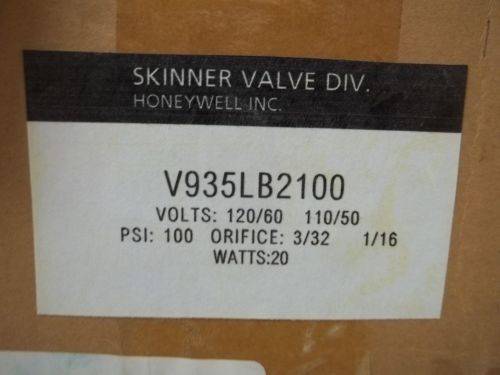 SKINNER VALVE DIV.
HONEYWELL INC.
V935LB2100
VOLTS: 120/60 110/50
PSI: 100 ORIFICE: 3/32 1/16
WATTS:20